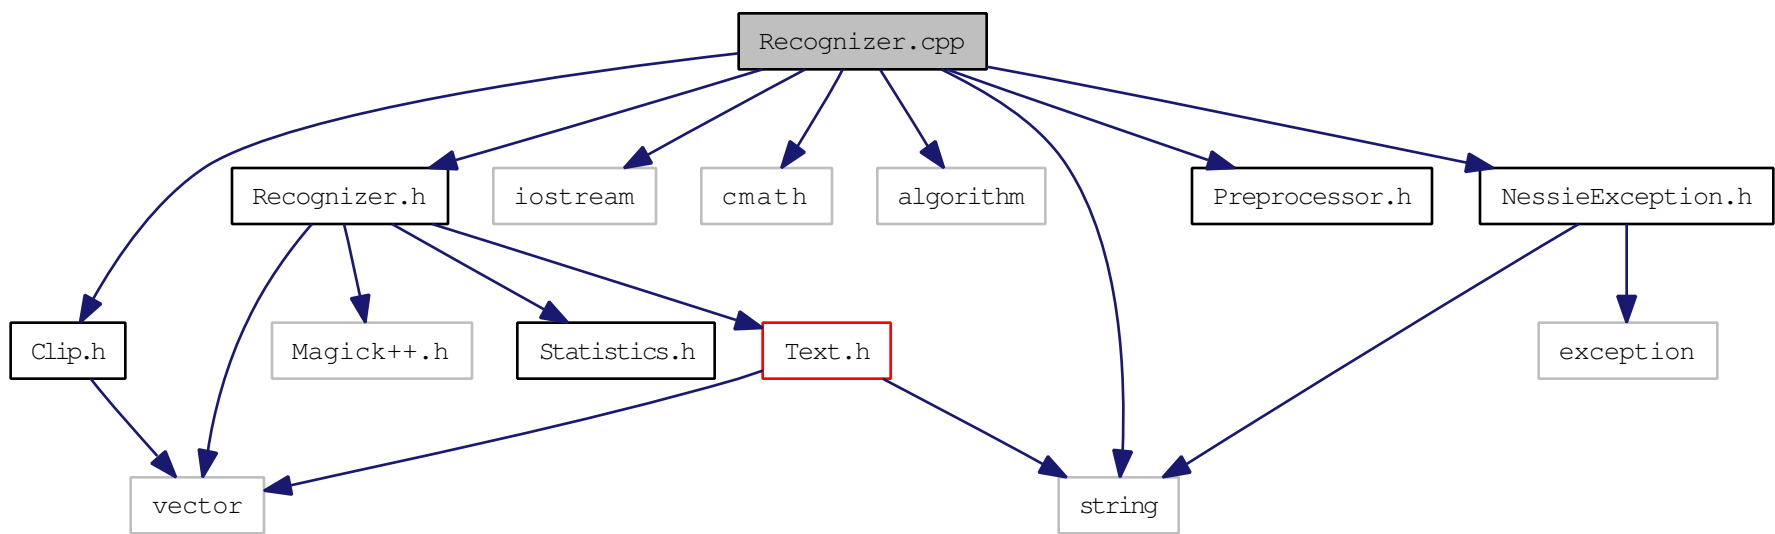 Recognizer.cpp
Recognizer.h
iostream
cmath
algorithm
Preprocessor.h
NessieException.h
Clip.h
Magick++.h
Statistics.h
Text.h
exception
vector
string